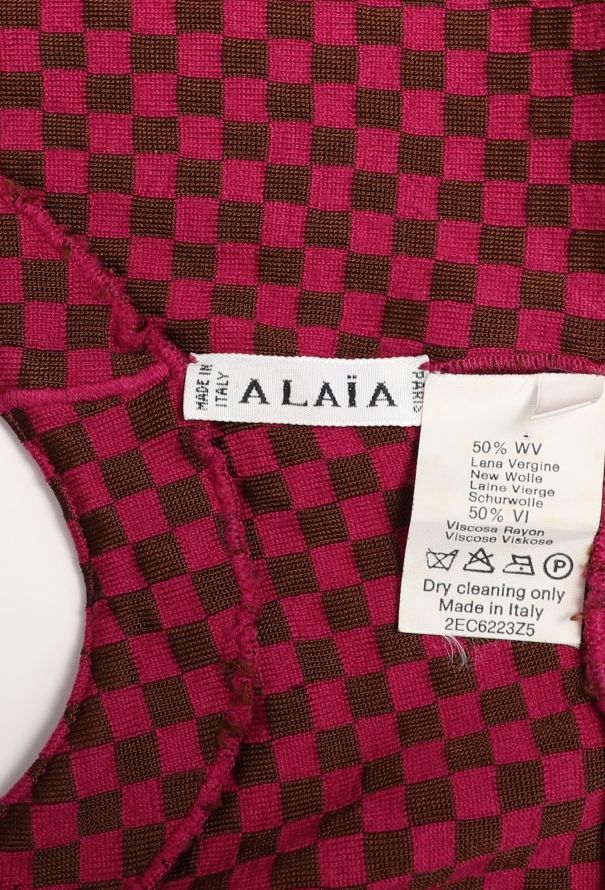 MADE IN
ITALY
ALAÏA
PARIS
50% WV
Lana Vergine
New Wolle
Laine Vierge
Schurwolle
50% VI
Viscosa Rayon
Viscose Viskose
P
Dry cleaning only
Made in Italy
2EC6223Z5